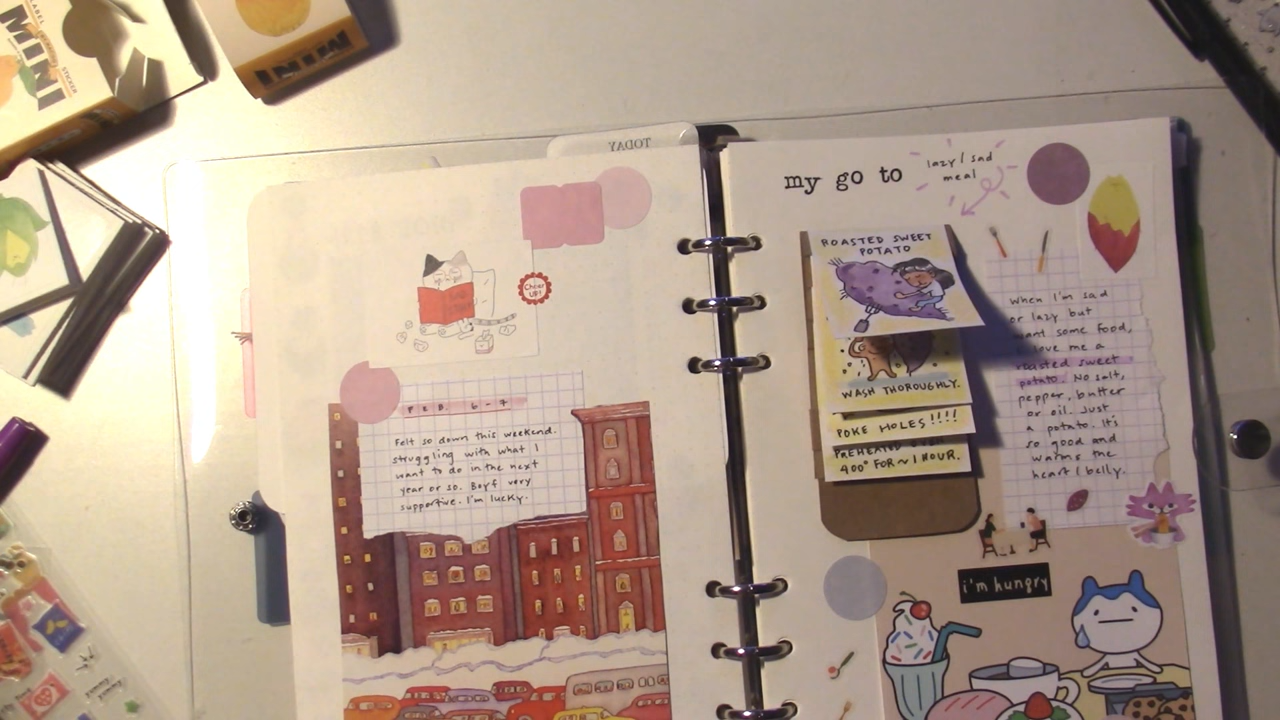 LABEL
MINI
STICKER
MINI
TODAY
Cheer
UP!
FEB. 6-7
Felt so down this weekend.
struggling with what I
want to do in the next
year or so. Boyf very
supportive. I'm lucky.
my go to
lazy / sad
meal
ROASTED SWEET
POTATO
WASH THOROUGHLY.
POKE HOLES!!!!
PREHEATED OVEN
400° FOR ~ 1 HOUR.
When I'm sad
or lazy but
want some food,
I love me a
roasted sweet
potato. No salt,
pepper, butter
or oil. Just
a potato. It's
so good and
warms the
heart / belly.
i'm hungry